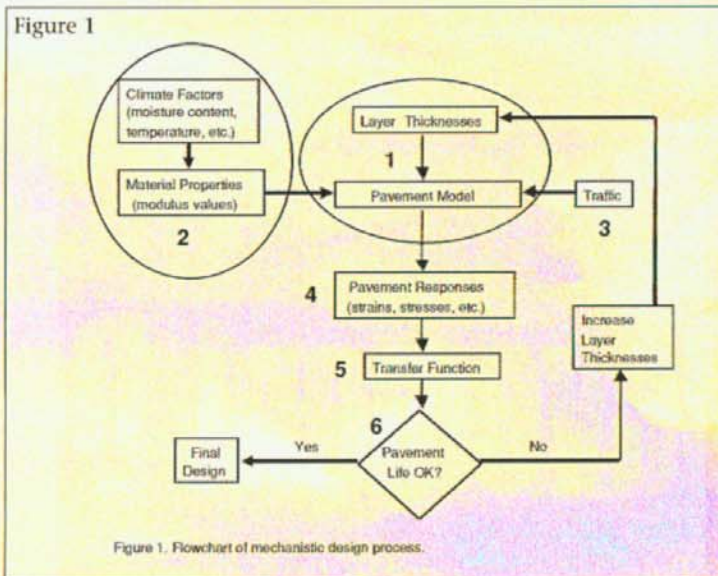 Figure 1
Climate Factors
(moisture content,
temperature, etc.)
Material Properties
(modulus values)
2
Layer Thicknesses
1
Pavement Model
Traffic
3
4
Pavement Responses
(strains, stresses, etc.)
5
Transfer Function
6
Pavement
Life OK?
Yes
No
Final
Design
Increase
Layer
Thicknesses
Figure 1. Flowchart of mechanistic design process.